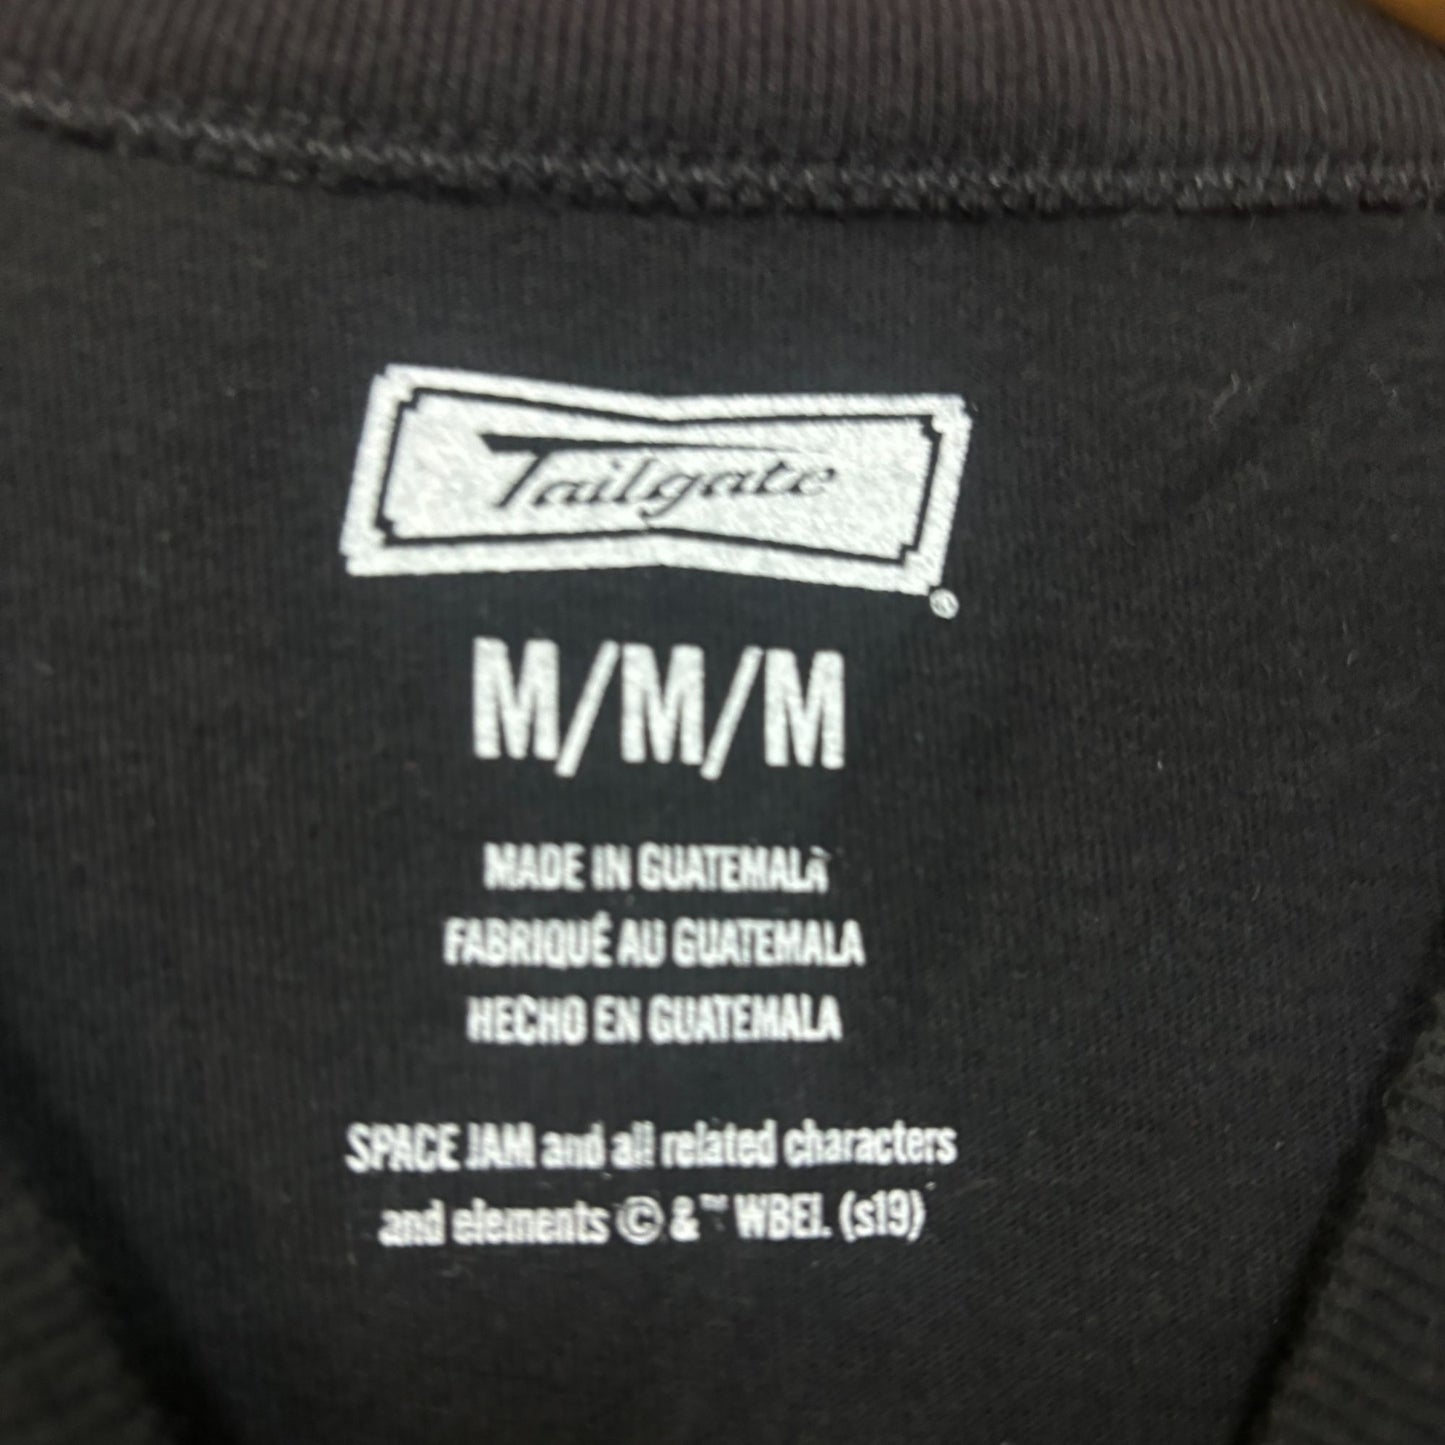 Tailgate
®
M/M/M
MADE IN GUATEMALA
FABRIQUÉ AU GUATEMALA
HECHO EN GUATEMALA
SPACE JAM and all related characters
and elements © & ™ WBEI. (s19)